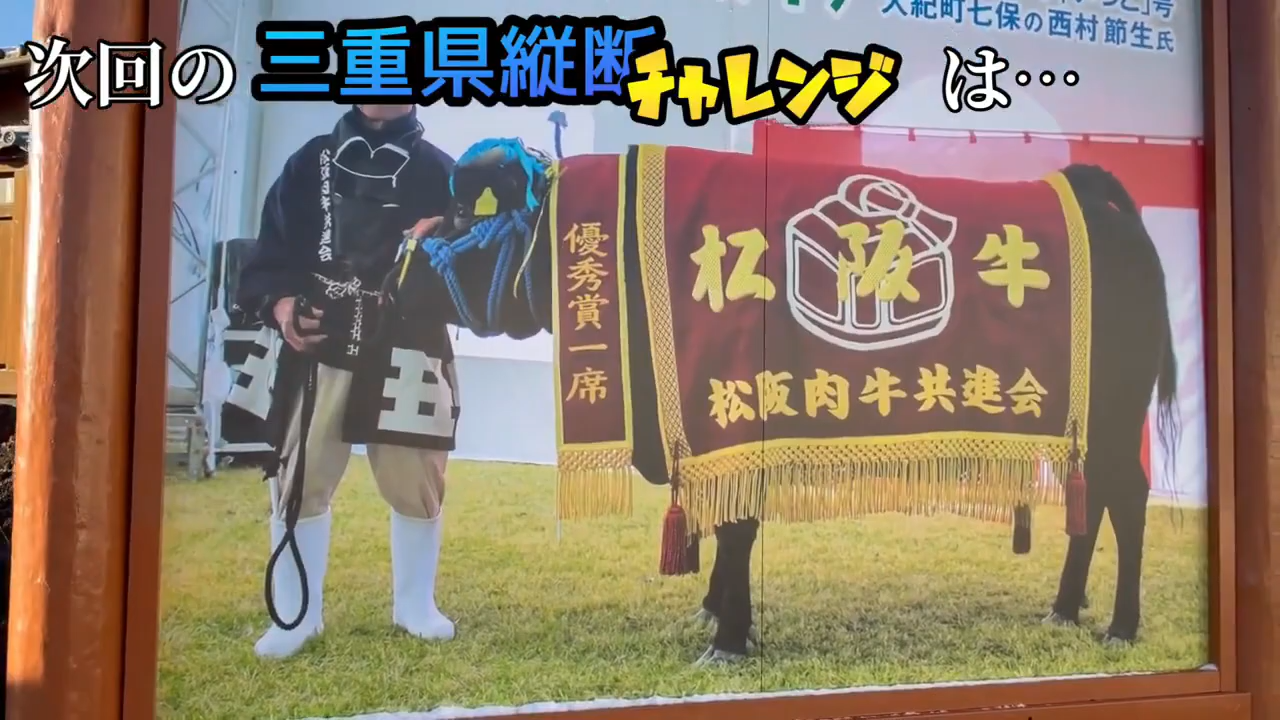 大紀町七保の西村節生氏
次回の三重県縦断チャレンジ は…
優秀賞一席
松阪牛
松阪肉牛共進会
丑